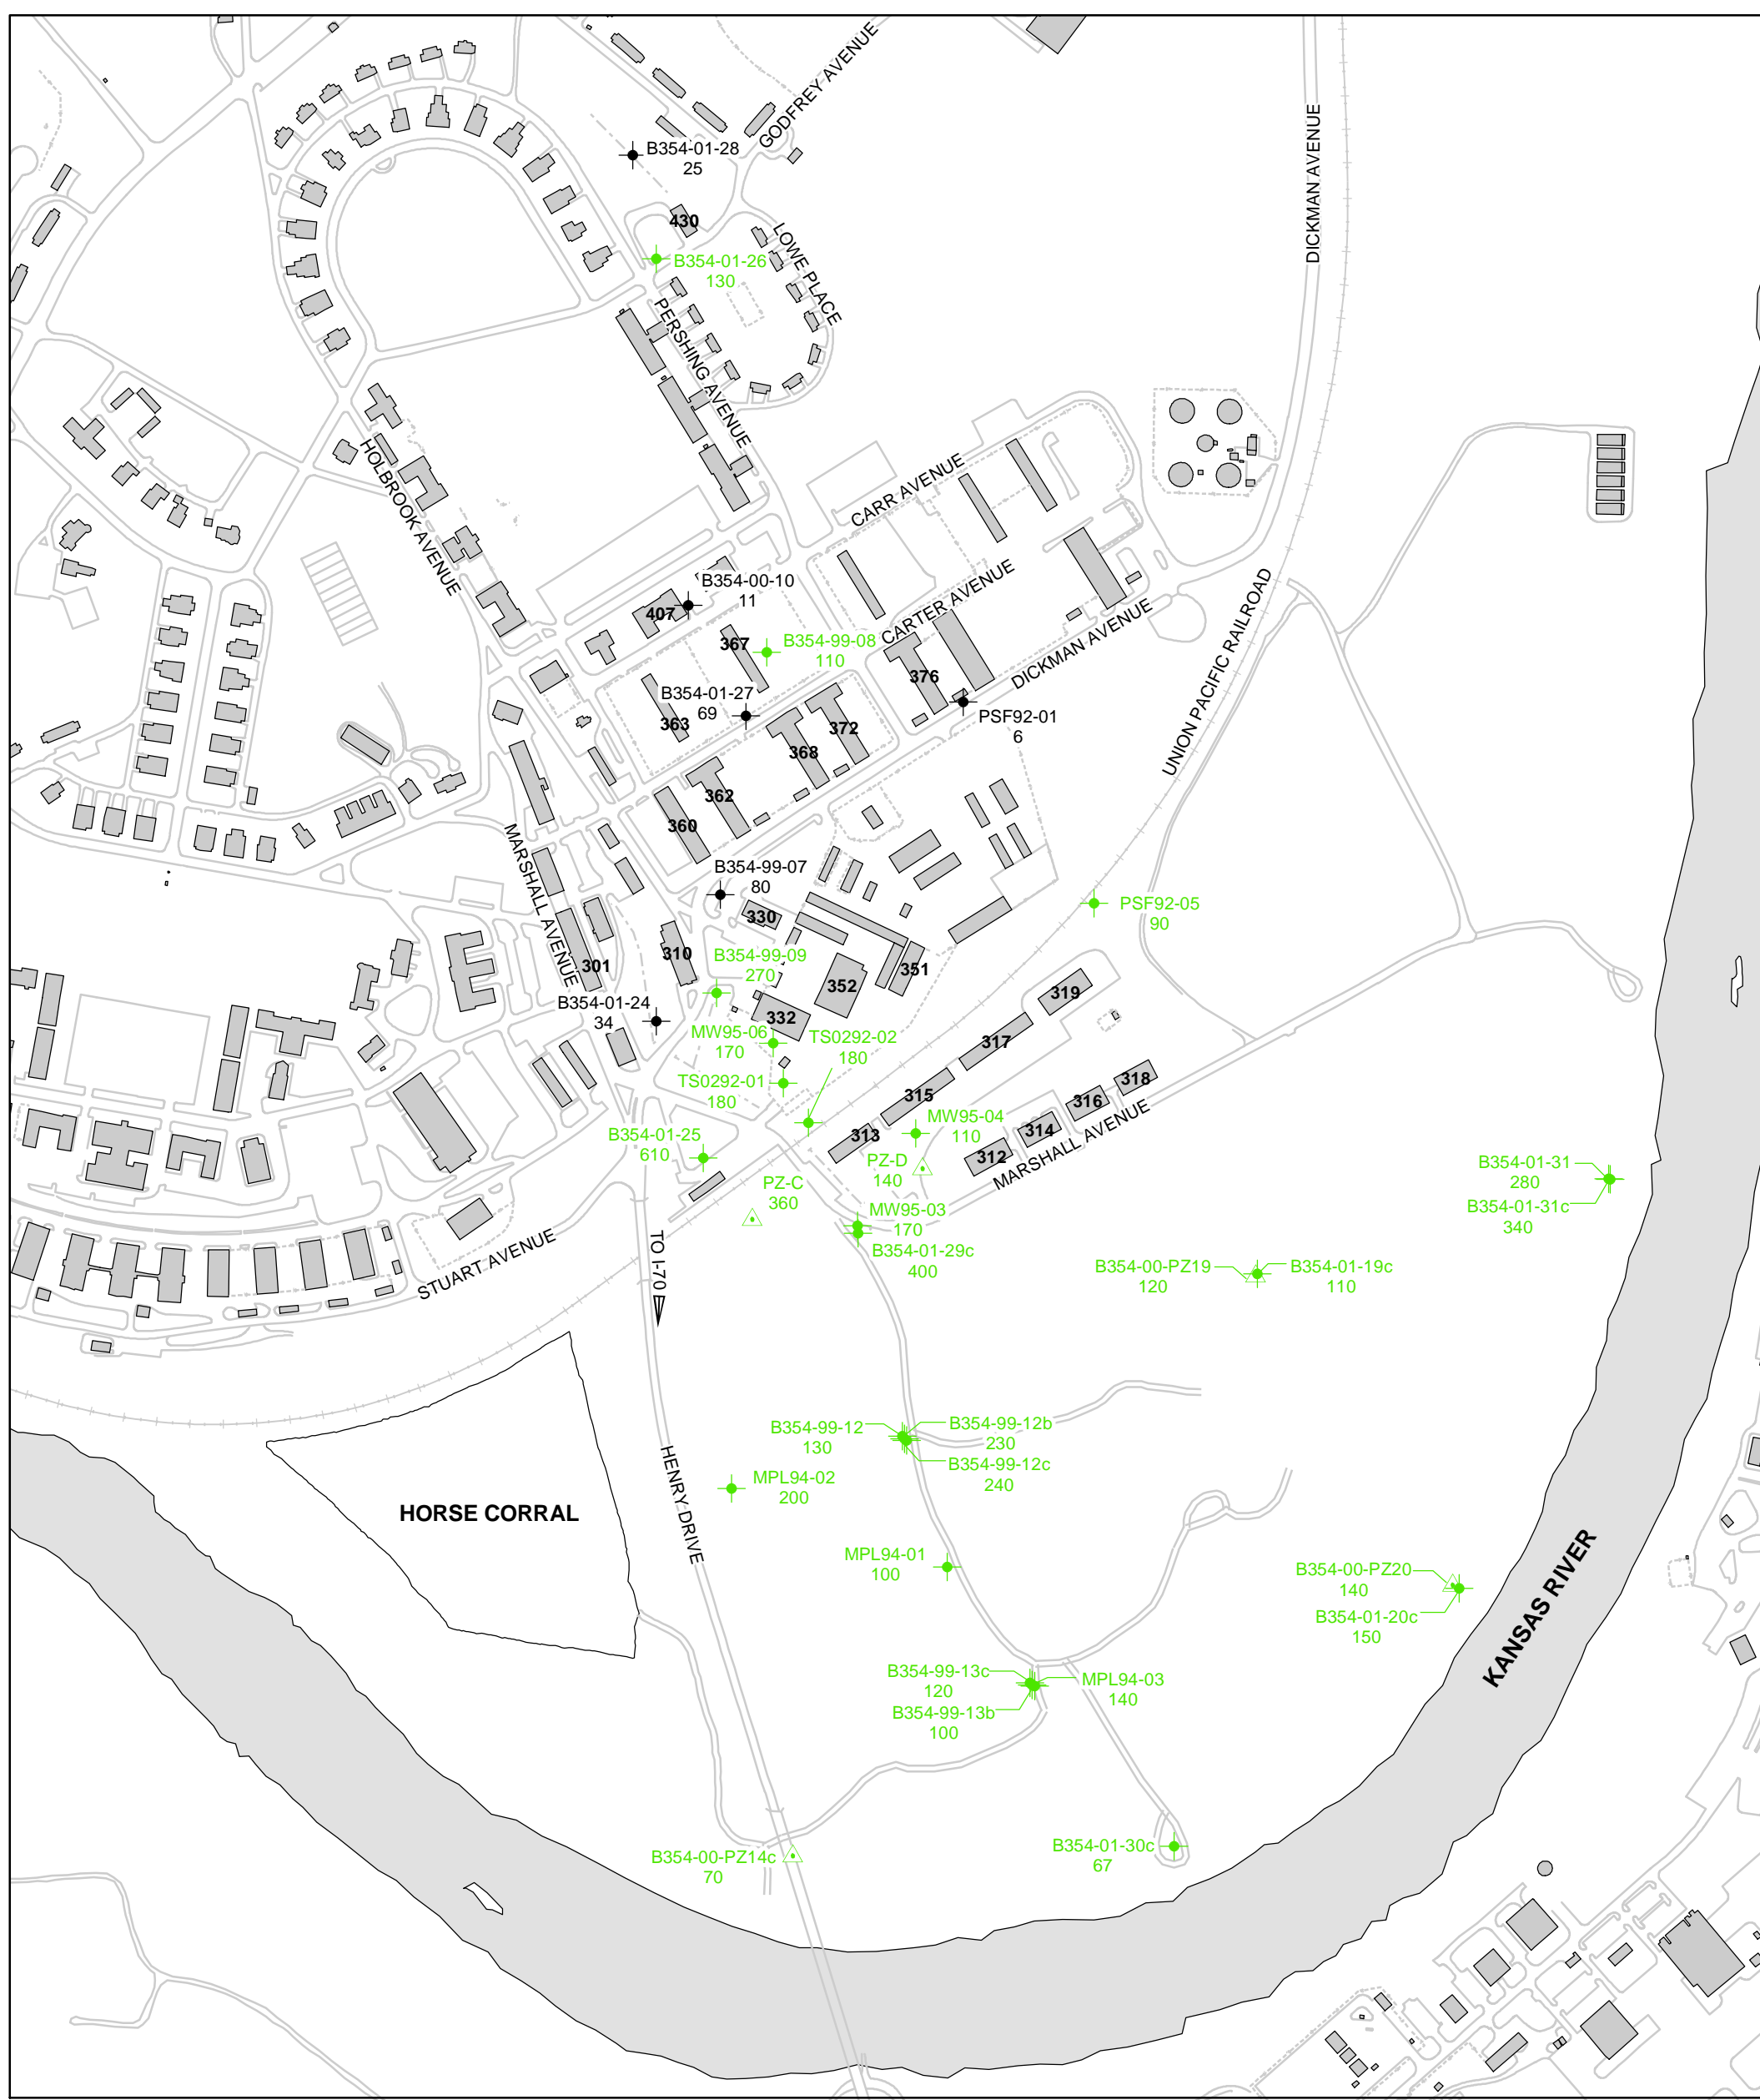 GODFREY AVENUE
DICKMAN AVENUE
B354-01-28
25
430
LOWE PLACE
B354-01-26
130
PERSHING AVENUE
HOLBROOK AVENUE
CARR AVENUE
B354-00-10
11
407
CARTER AVENUE
367
B354-99-08
110
DICKMAN AVENUE
UNION PACIFIC RAILROAD
376
B354-01-27
69
363
PSF92-01
6
372
368
362
360
MARSHALL AVENUE
B354-99-07
80
330
PSF92-05
90
310
B354-99-09
270
301
351
352
319
B354-01-24
34
332
MW95-06
170
TS0292-02
180
317
TS0292-01
180
315
318
316
MW95-04
110
314
313
312
MARSHALL AVENUE
B354-01-25
610
PZ-D
140
PZ-C
360
B354-01-31
280
B354-01-31c
340
MW95-03
170
B354-01-29c
400
STUART AVENUE
TO I-70
B354-00-PZ19
120
B354-01-19c
110
B354-99-12
130
B354-99-12b
230
B354-99-12c
240
MPL94-02
200
HENRY DRIVE
HORSE CORRAL
MPL94-01
100
B354-00-PZ20
140
B354-01-20c
150
KANSAS RIVER
B354-99-13c
120
MPL94-03
140
B354-99-13b
100
B354-01-30c
67
B354-00-PZ14c
70